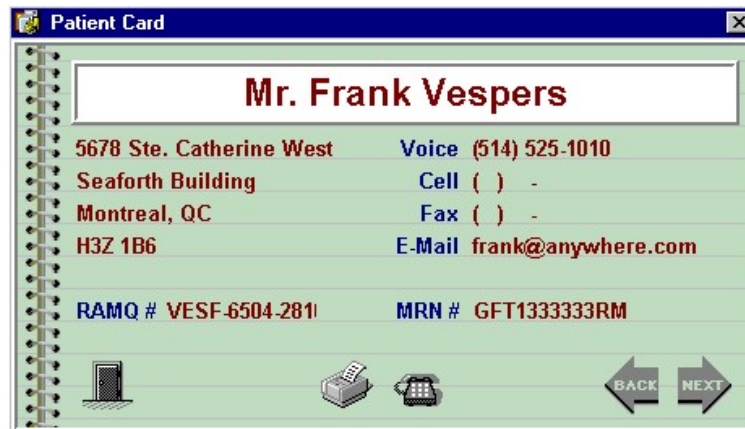 Patient Card
Mr. Frank Vespers
5678 Ste. Catherine West Voice (514) 525-1010
Seaforth Building Cell ( ) -
Montreal, QC Fax ( ) -
H3Z 1B6 E-Mail frank@anywhere.com
RAMQ # MRN # GFT1333333RM
BACK NEXT